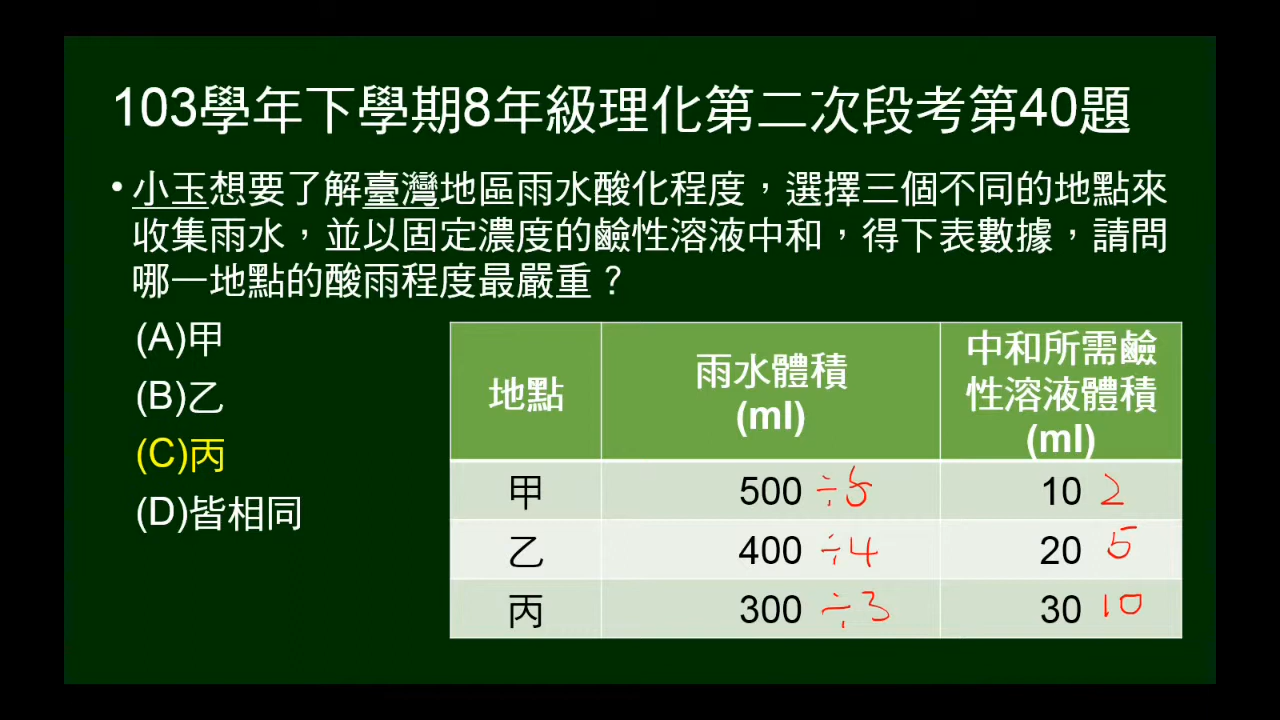 103學年下學期8年級理化第二次段考第40題
•小玉想要了解臺灣地區雨水酸化程度，選擇三個不同的地點來
收集雨水，並以固定濃度的鹼性溶液中和，得下表數據，請問
哪一地點的酸雨程度最嚴重？
(A)甲
(B)乙
(C)丙
(D)皆相同
地點
雨水體積
(ml)
中和所需鹼
性溶液體積
(ml)
甲 500 ÷5 10 2
乙 400 ÷4 20 5
丙 300 ÷3 30 10